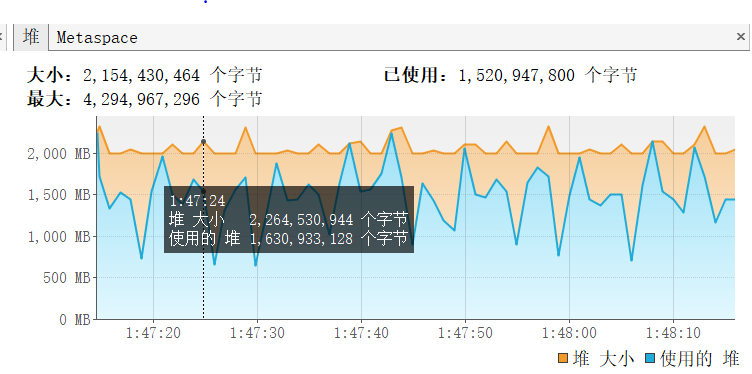 堆 Metaspace
大小: 2,154,430,464 个字节 已使用: 1,520,947,800 个字节
最大: 4,294,967,296 个字节
2,000 MB
1,500 MB
1,000 MB
500 MB
0 MB
1:47:24
堆 大小 2,264,530,944 个字节
使用的 堆 1,630,933,128 个字节
1:47:20 1:47:30 1:47:40 1:47:50 1:48:00 1:48:10
堆 大小 使用的 堆